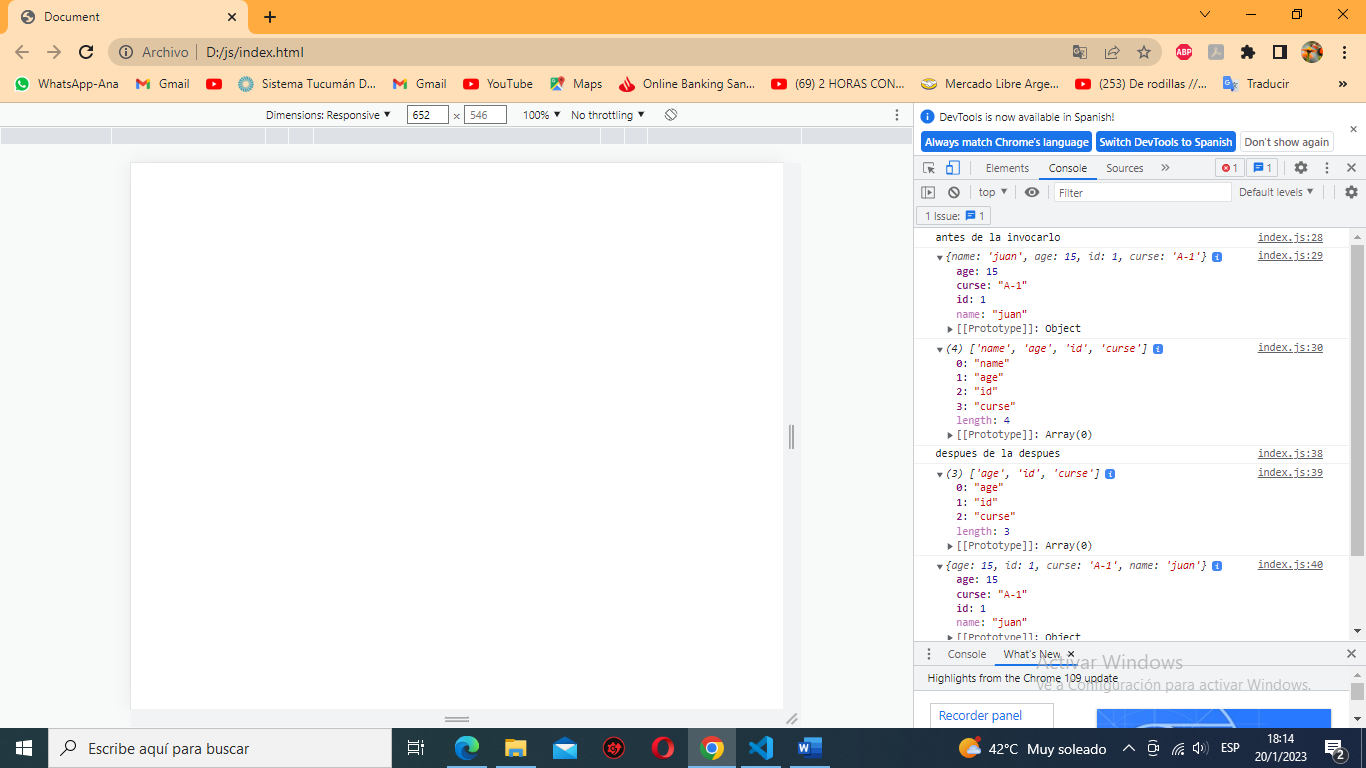 Document
Archivo D:/js/index.html
ABP
WhatsApp-Ana Gmail Sistema Tucumán D... Gmail YouTube Maps Online Banking San... (69) 2 HORAS CON... Mercado Libre Arge... (253) De rodillas //... Traducir »
Dimensions: Responsive 652 × 546 100% No throttling
DevTools is now available in Spanish!
Always match Chrome's language Switch DevTools to Spanish Don't show again
Elements Console Sources » 1 1
top Filter Default levels
1 Issue: 1
antes de la invocarlo index.js:28
{name: 'juan', age: 15, id: 1, curse: 'A-1'} index.js:29
age: 15
curse: "A-1"
id: 1
name: "juan"
[[Prototype]]: Object
(4) ['name', 'age', 'id', 'curse'] index.js:30
0: "name"
1: "age"
2: "id"
3: "curse"
length: 4
[[Prototype]]: Array(0)
despues de la despues index.js:38
(3) ['age', 'id', 'curse'] index.js:39
0: "age"
1: "id"
2: "curse"
length: 3
[[Prototype]]: Array(0)
{age: 15, id: 1, curse: 'A-1', name: 'juan'} index.js:40
age: 15
curse: "A-1"
id: 1
name: "juan"
[[Prototype]]: Object
Console What's New
Activar Windows
Highlights from the Chrome 109 update
Ve a Configuración para activar Windows.
Recorder panel
Escribe aquí para buscar
42°C Muy soleado ESP 18:14
20/1/2023
2